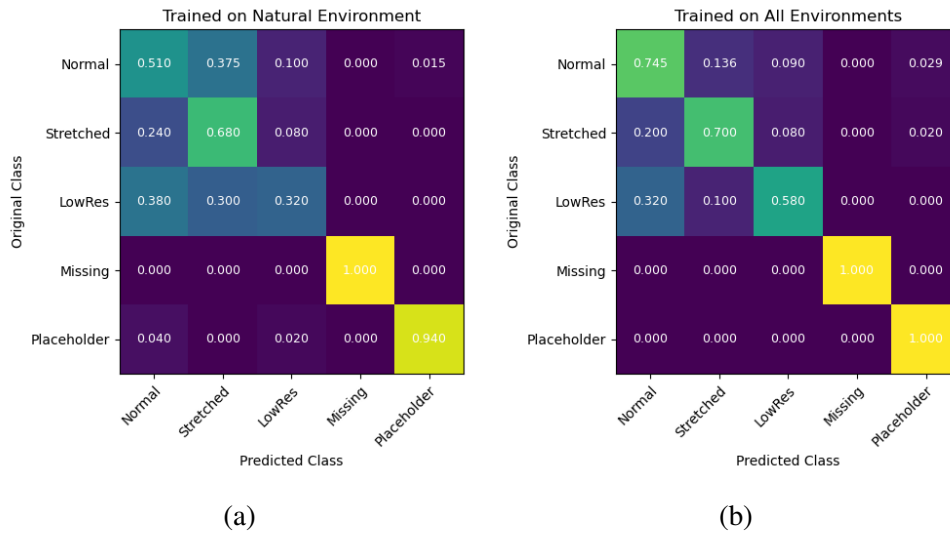 Trained on Natural Environment
Original Class
Normal 0.510 0.375 0.100 0.000 0.015
Stretched 0.240 0.680 0.080 0.000 0.000
LowRes 0.380 0.300 0.320 0.000 0.000
Missing 0.000 0.000 0.000 1.000 0.000
Placeholder 0.040 0.000 0.020 0.000 0.940
Normal Stretched LowRes Missing Placeholder
Predicted Class
(a)
Trained on All Environments
Original Class
Normal 0.745 0.136 0.090 0.000 0.029
Stretched 0.200 0.700 0.080 0.000 0.020
LowRes 0.320 0.100 0.580 0.000 0.000
Missing 0.000 0.000 0.000 1.000 0.000
Placeholder 0.000 0.000 0.000 0.000 1.000
Normal Stretched LowRes Missing Placeholder
Predicted Class
(b)